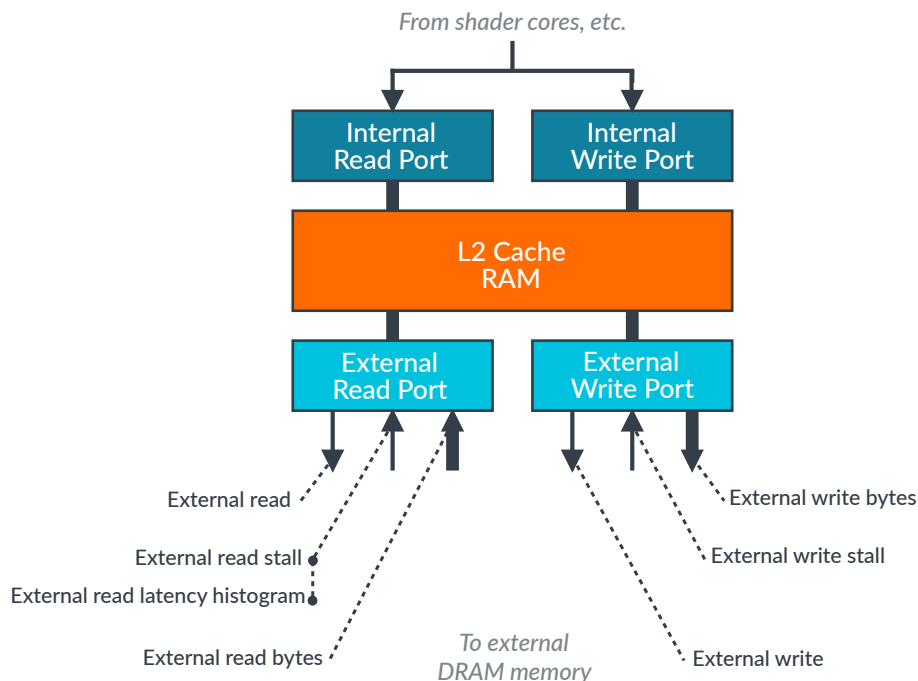 From shader cores, etc.
Internal
Read Port
Internal
Write Port
L2 Cache
RAM
External
Read Port
External
Write Port
External read
External write bytes
External read stall
External write stall
External read latency histogram
External read bytes
To external
DRAM memory
External write